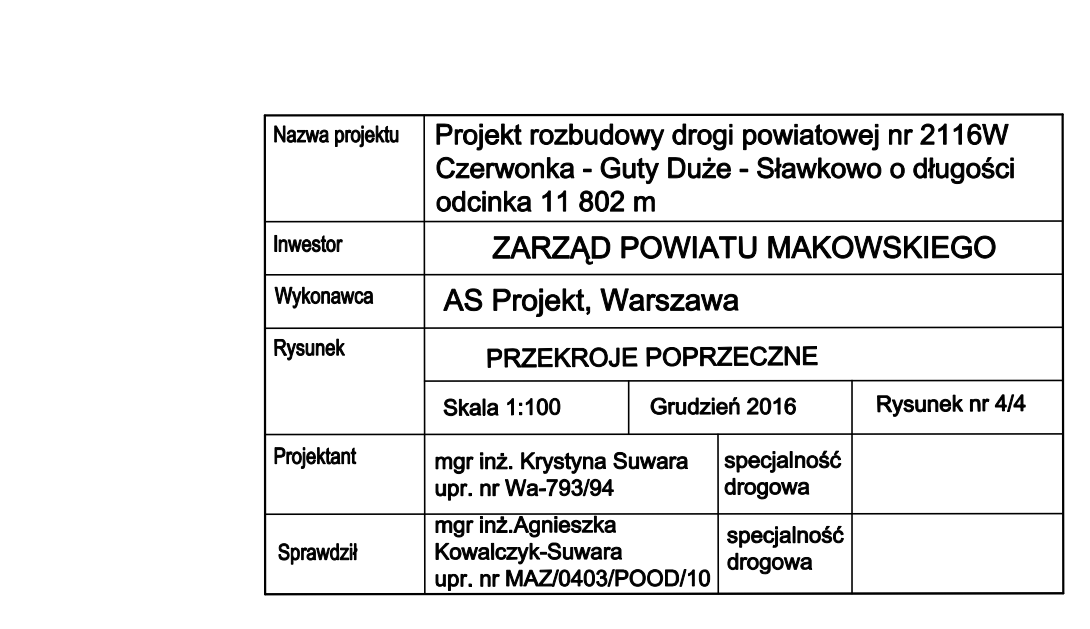 Nazwa projektu
Projekt rozbudowy drogi powiatowej nr 2116W
Czerwonka - Guty Duże - Sławkowo o długości
odcinka 11 802 m
Inwestor
ZARZĄD POWIATU MAKOWSKIEGO
Wykonawca
AS Projekt, Warszawa
Rysunek
PRZEKROJE POPRZECZNE
Skala 1:100
Grudzień 2016
Rysunek nr 4/4
Projektant
mgr inż. Krystyna Suwara
upr. nr Wa-793/94
specjalność
drogowa
Sprawdził
mgr inż.Agnieszka
Kowalczyk-Suwara
upr. nr MAZ/0403/POOD/10
specjalność
drogowa